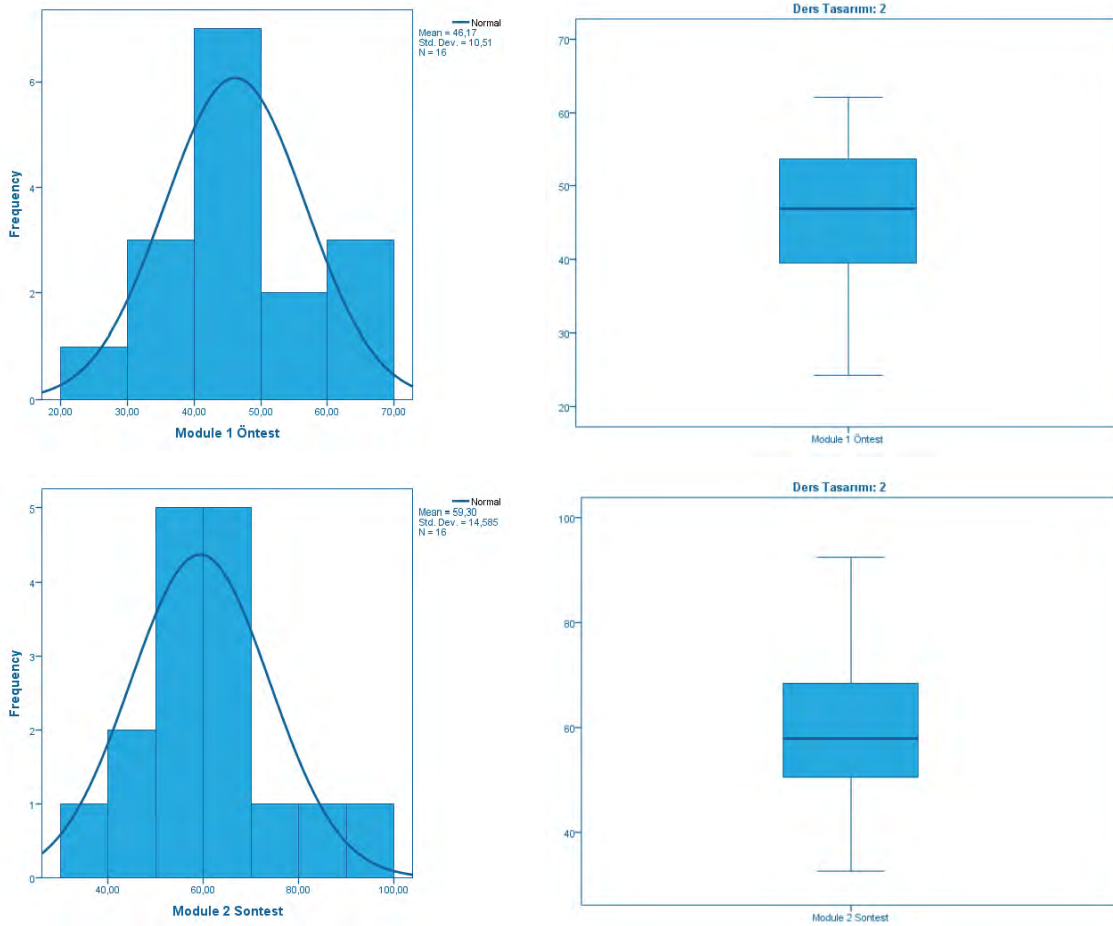 Normal
Mean = 46,17
Std. Dev. = 10,51
N = 16
Frequency
6
4
2
0
20,00 30,00 40,00 50,00 60,00 70,00
Module 1 Öntest
Ders Tasarımı: 2
70
60
50
40
30
20
Module 1 Öntest
Normal
Mean = 59,30
Std. Dev. = 14,585
N = 16
Frequency
5
4
3
2
1
0
40,00 60,00 80,00 100,00
Module 2 Sontest
Ders Tasarımı: 2
100
80
60
40
Module 2 Sontest